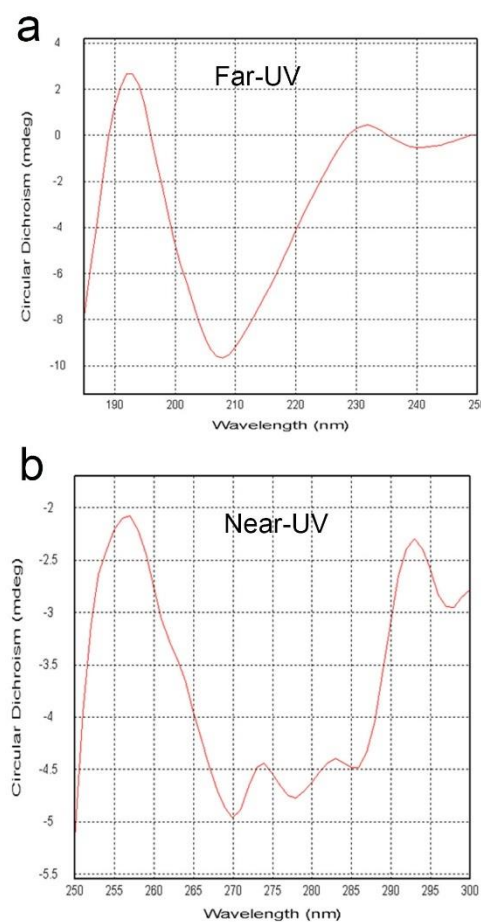 a
Far-UV
Circular Dichroism (mdeg)
4
2
0
-2
-4
-6
-8
-10
190 200 210 220 230 240 25
Wavelength (nm)
b
Near-UV
Circular Dichroism (mdeg)
-2
-2.5
-3
-3.5
-4
-4.5
-5
-5.5
250 255 260 265 270 275 280 285 290 295 300
Wavelength (nm)